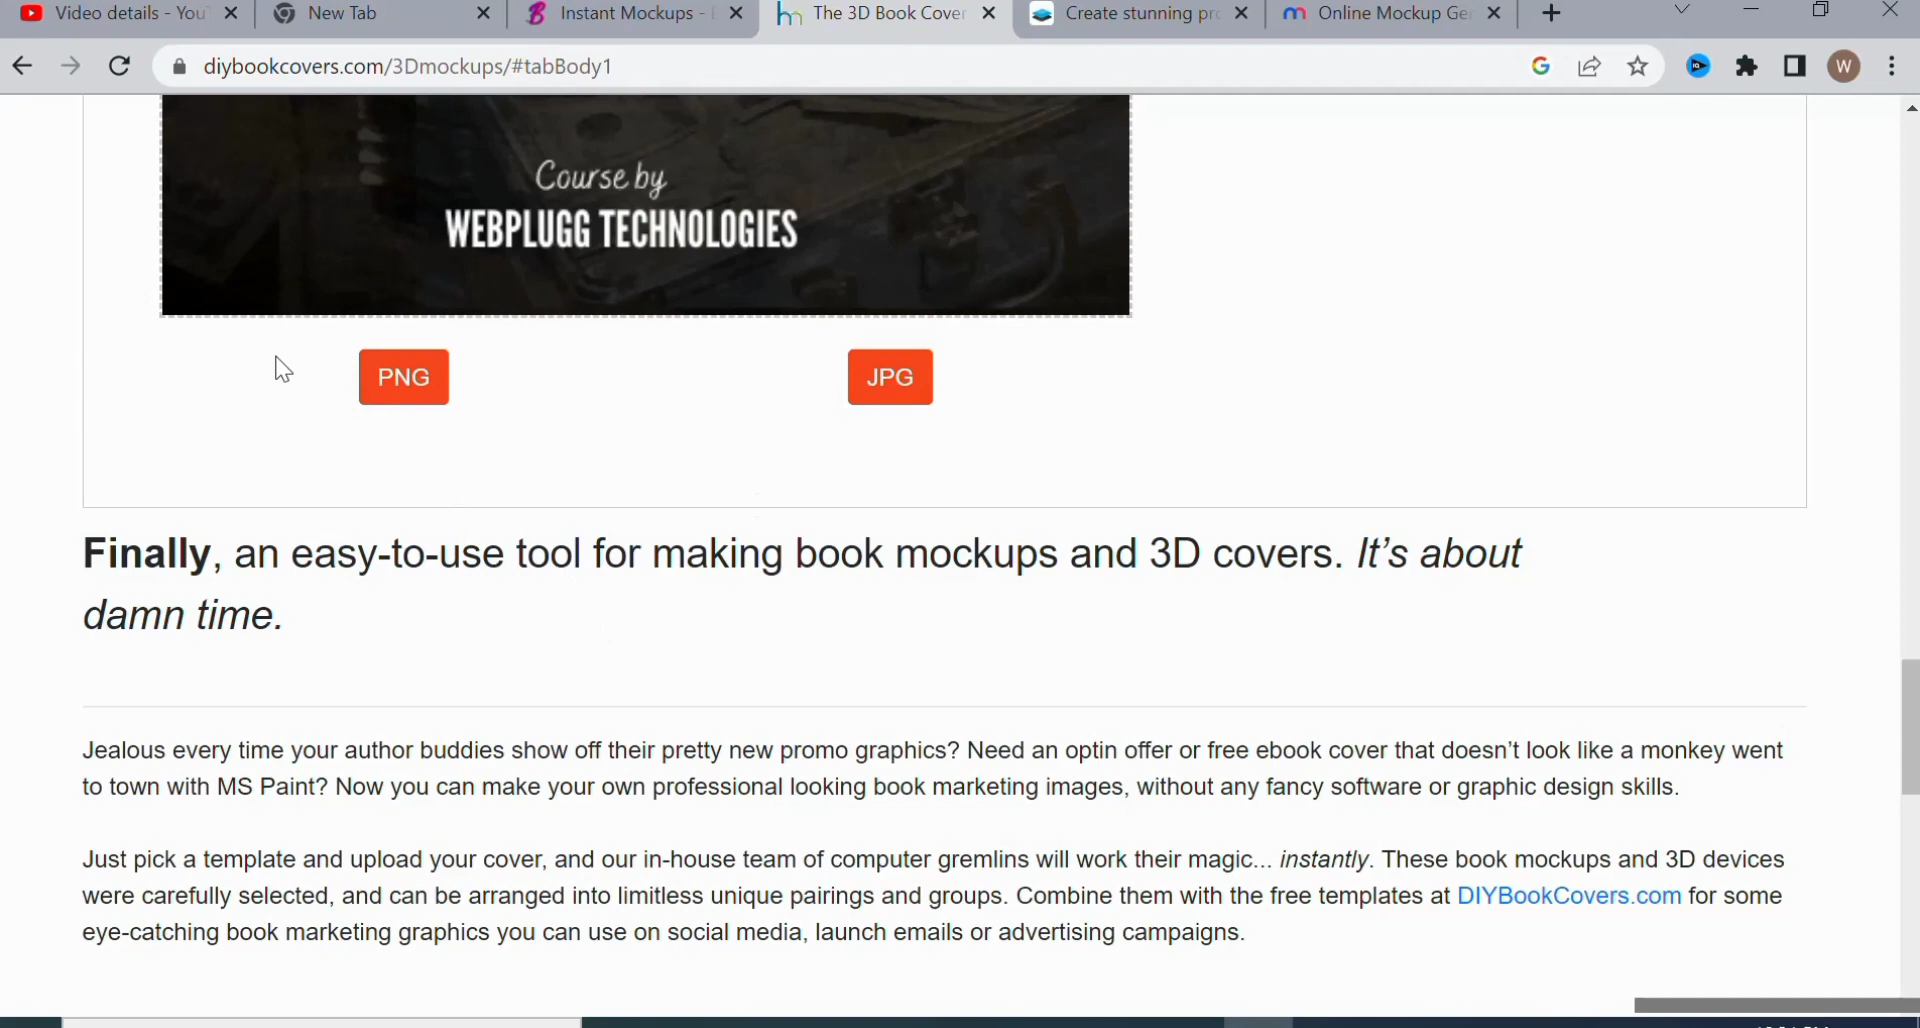 Video details - You
New Tab
Instant Mockups -
The 3D Book Cover
Create stunning pr
Online Mockup Ge
diybookcovers.com/3Dmockups/#tabBody1
W
Course by
WEBPLUGG TECHNOLOGIES
PNG
JPG
Finally, an easy-to-use tool for making book mockups and 3D covers. It's about
damn time.
Jealous every time your author buddies show off their pretty new promo graphics? Need an optin offer or free ebook cover that doesn't look like a monkey went
to town with MS Paint? Now you can make your own professional looking book marketing images, without any fancy software or graphic design skills.
Just pick a template and upload your cover, and our in-house team of computer gremlins will work their magic... instantly. These book mockups and 3D devices
were carefully selected, and can be arranged into limitless unique pairings and groups. Combine them with the free templates at DIYBookCovers.com for some
eye-catching book marketing graphics you can use on social media, launch emails or advertising campaigns.